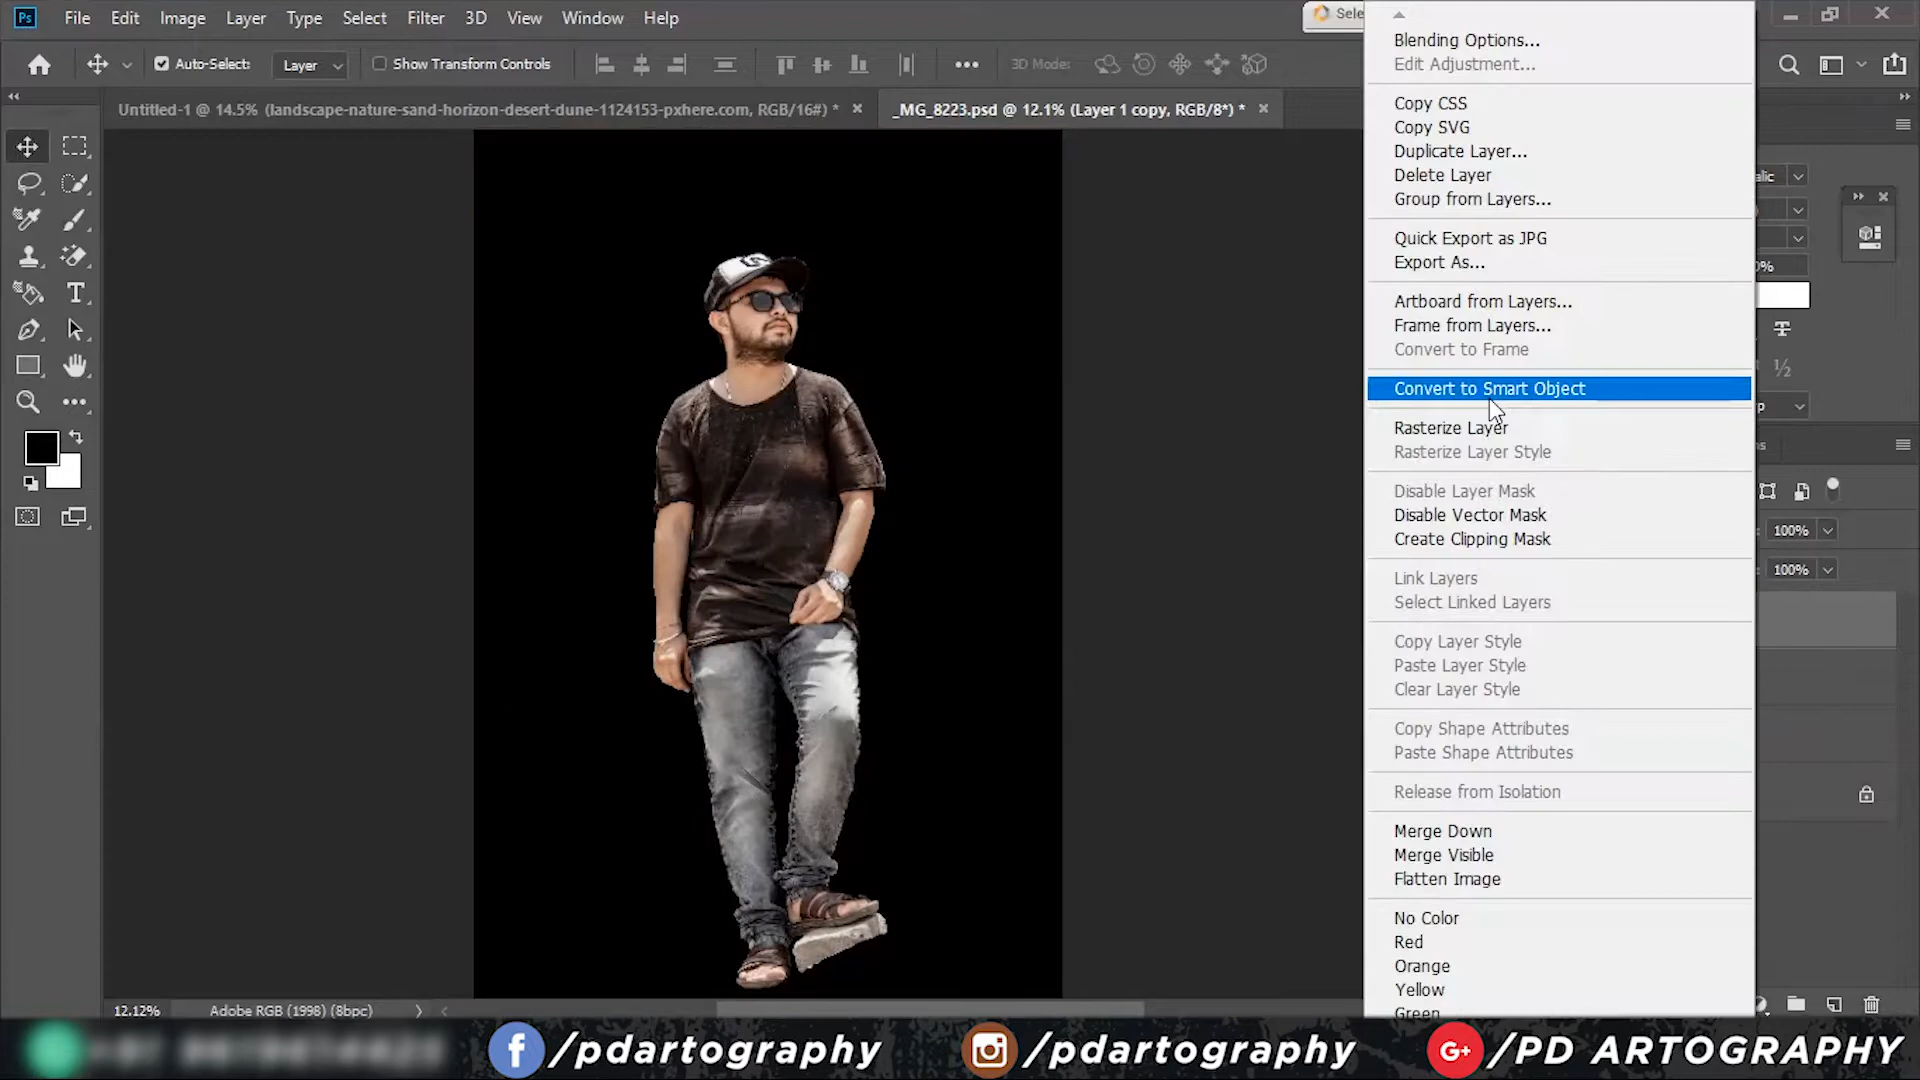 Ps File Edit Image Layer Type Select Filter 3D View Window Help
Sele
Auto-Select: Layer Show Transform Controls 3D Mode:
Untitled-1 @ 14.5% (landscape-nature-sand-horizon-desert-dune-1124153-pxhere.com, RGB/16#) * ×
_MG_8223.psd @ 12.1% (Layer 1 copy, RGB/8*) * ×
Blending Options...
Edit Adjustment...
Copy CSS
Copy SVG
Duplicate Layer...
Delete Layer
Group from Layers...
Quick Export as JPG
Export As...
Artboard from Layers...
Frame from Layers...
Convert to Frame
Convert to Smart Object
Rasterize Layer
Rasterize Layer Style
Disable Layer Mask
Disable Vector Mask
Create Clipping Mask
Link Layers
Select Linked Layers
Copy Layer Style
Paste Layer Style
Clear Layer Style
Copy Shape Attributes
Paste Shape Attributes
Release from Isolation
Merge Down
Merge Visible
Flatten Image
No Color
Red
Orange
Yellow
Green
alic
0%
100%
100%
12.12% Adobe RGB (1998) (8bpc)
/pdartography
/pdartography
G+ /PD ARTOGRAPHY